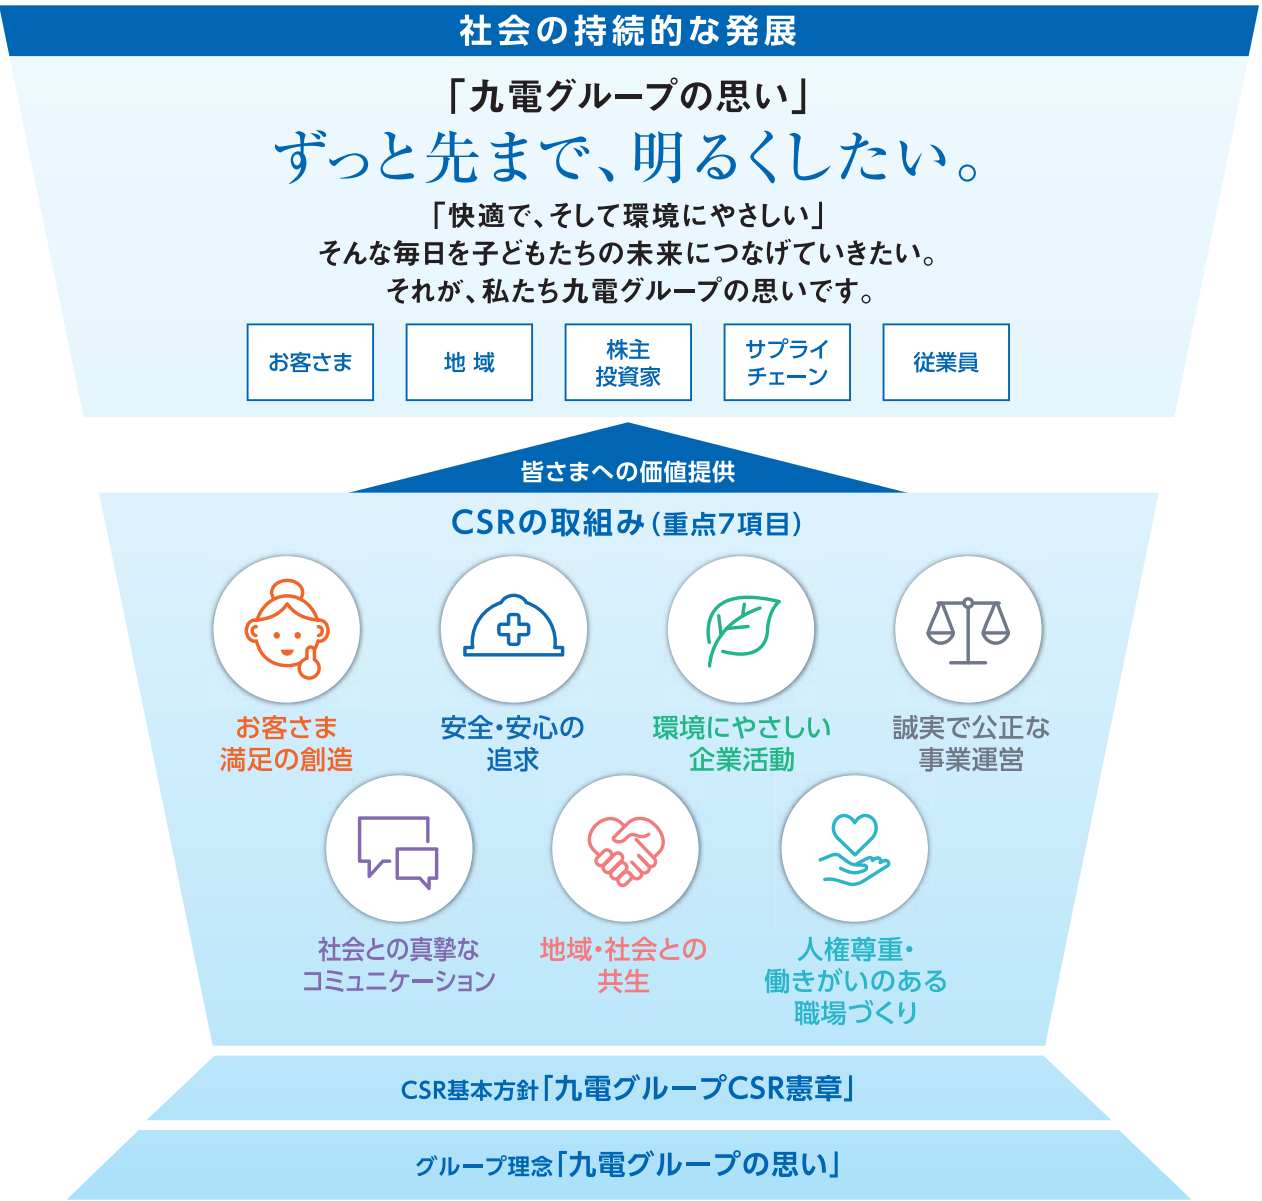 社会の持続的な発展
「九電グループの思い」
ずっと先まで、明るくしたい。
「快適で、そして環境にやさしい」
そんな毎日を子どもたちの未来につなげていきたい。
それが、私たち九電グループの思いです。
お客さま
地域
株主
投資家
サプライ
チェーン
従業員
皆さまへの価値提供
CSRの取組み（重点7項目）
お客さま
満足の創造
安全・安心の
追求
環境にやさしい
企業活動
誠実で公正な
事業運営
社会との真摯な
コミュニケーション
地域・社会との
共生
人権尊重・
働きがいのある
職場づくり
CSR基本方針「九電グループCSR憲章」
グループ理念「九電グループの思い」